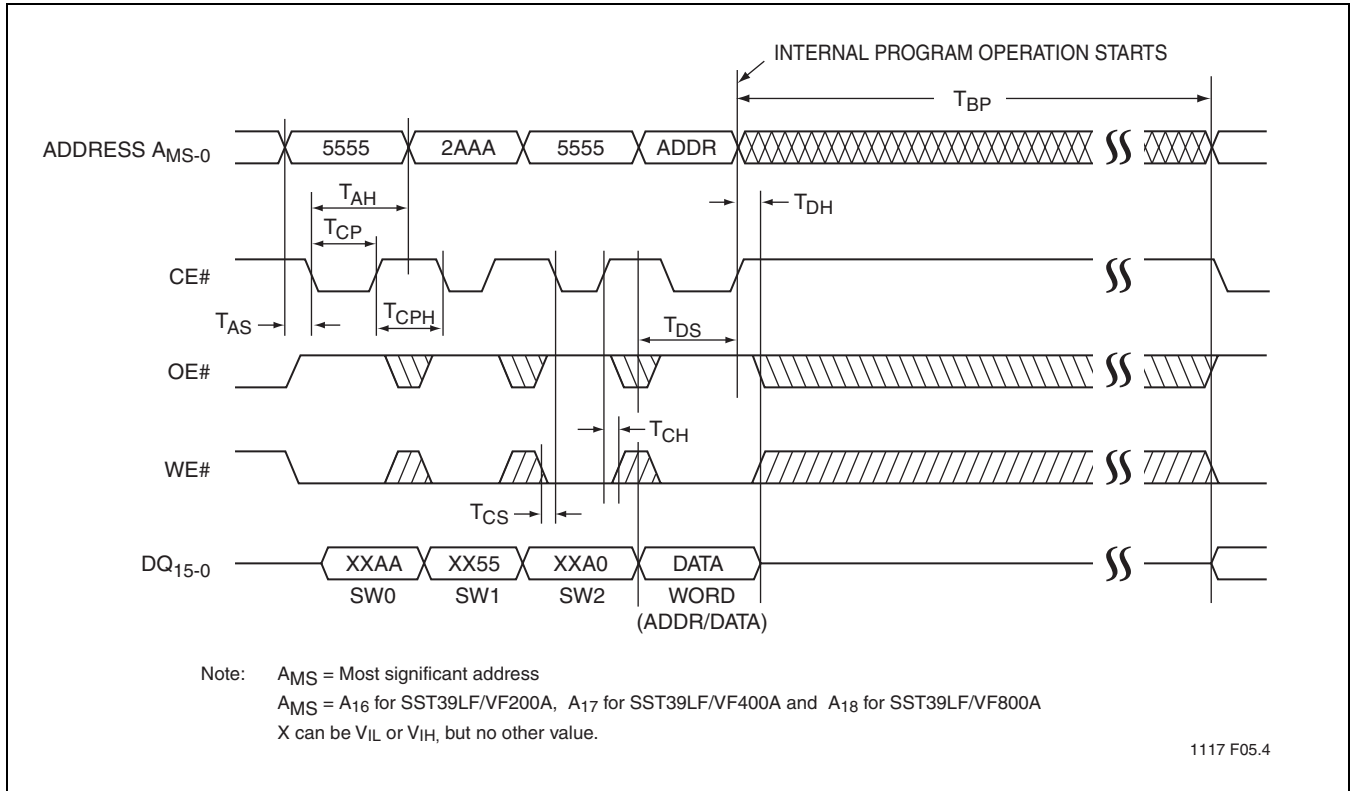 INTERNAL PROGRAM OPERATION STARTS
TBP
ADDRESS AMS-0
5555
2AAA
5555
ADDR
TAH
TDH
TCP
CE#
TAS
TCPH
TDS
OE#
TCH
WE#
TCS
DQ15-0
XXAA
XX55
XXA0
DATA
SW0
SW1
SW2
WORD
(ADDR/DATA)
Note: AMS = Most significant address
AMS = A16 for SST39LF/VF200A, A17 for SST39LF/VF400A and A18 for SST39LF/VF800A
X can be VIL or VIH, but no other value.
1117 F05.4